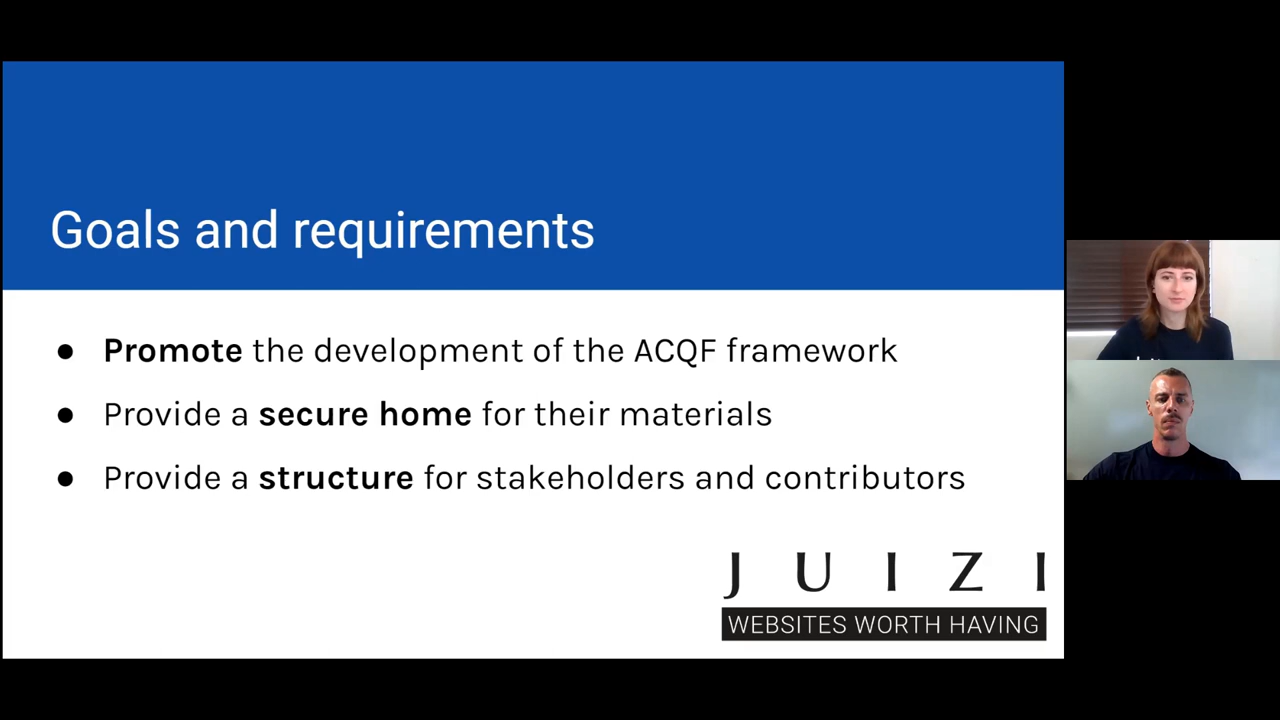 Goals and requirements
● Promote the development of the ACQF framework
● Provide a secure home for their materials
● Provide a structure for stakeholders and contributors
JUIZI
WEBSITES WORTH HAVING